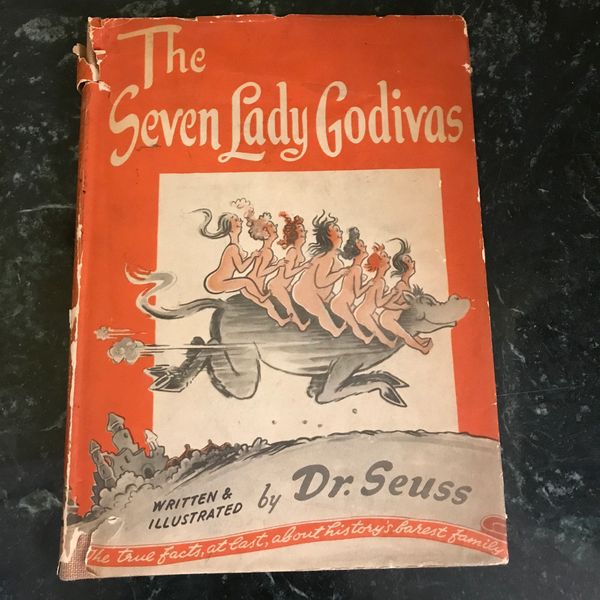 The
Seven Lady Godivas
WRITTEN &
ILLUSTRATED
by Dr. Seuss
The true facts, at last, about history's barest family